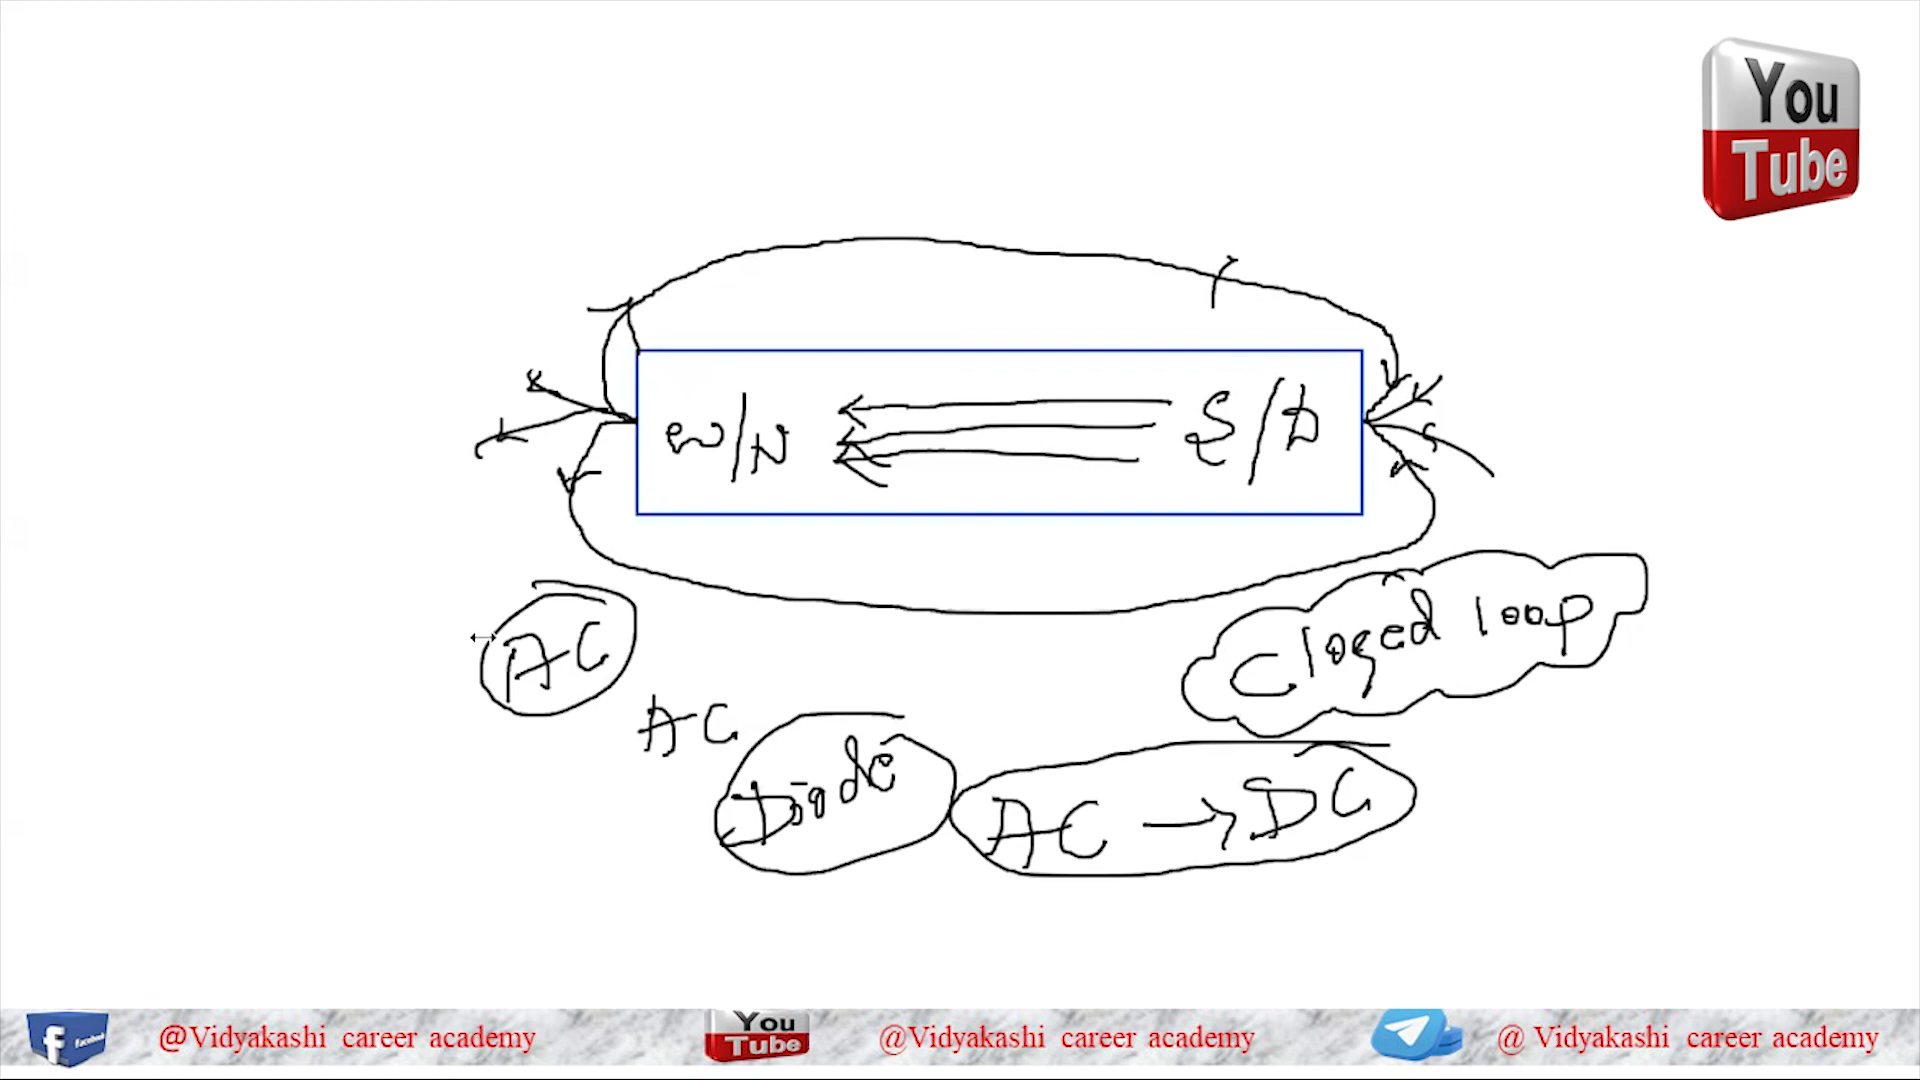 You
Tube
/N S/D
Closed loop
AC
AC
Diode AC → DC
f facebook @Vidyakashi career academy You Tube @Vidyakashi career academy @ Vidyakashi career academy